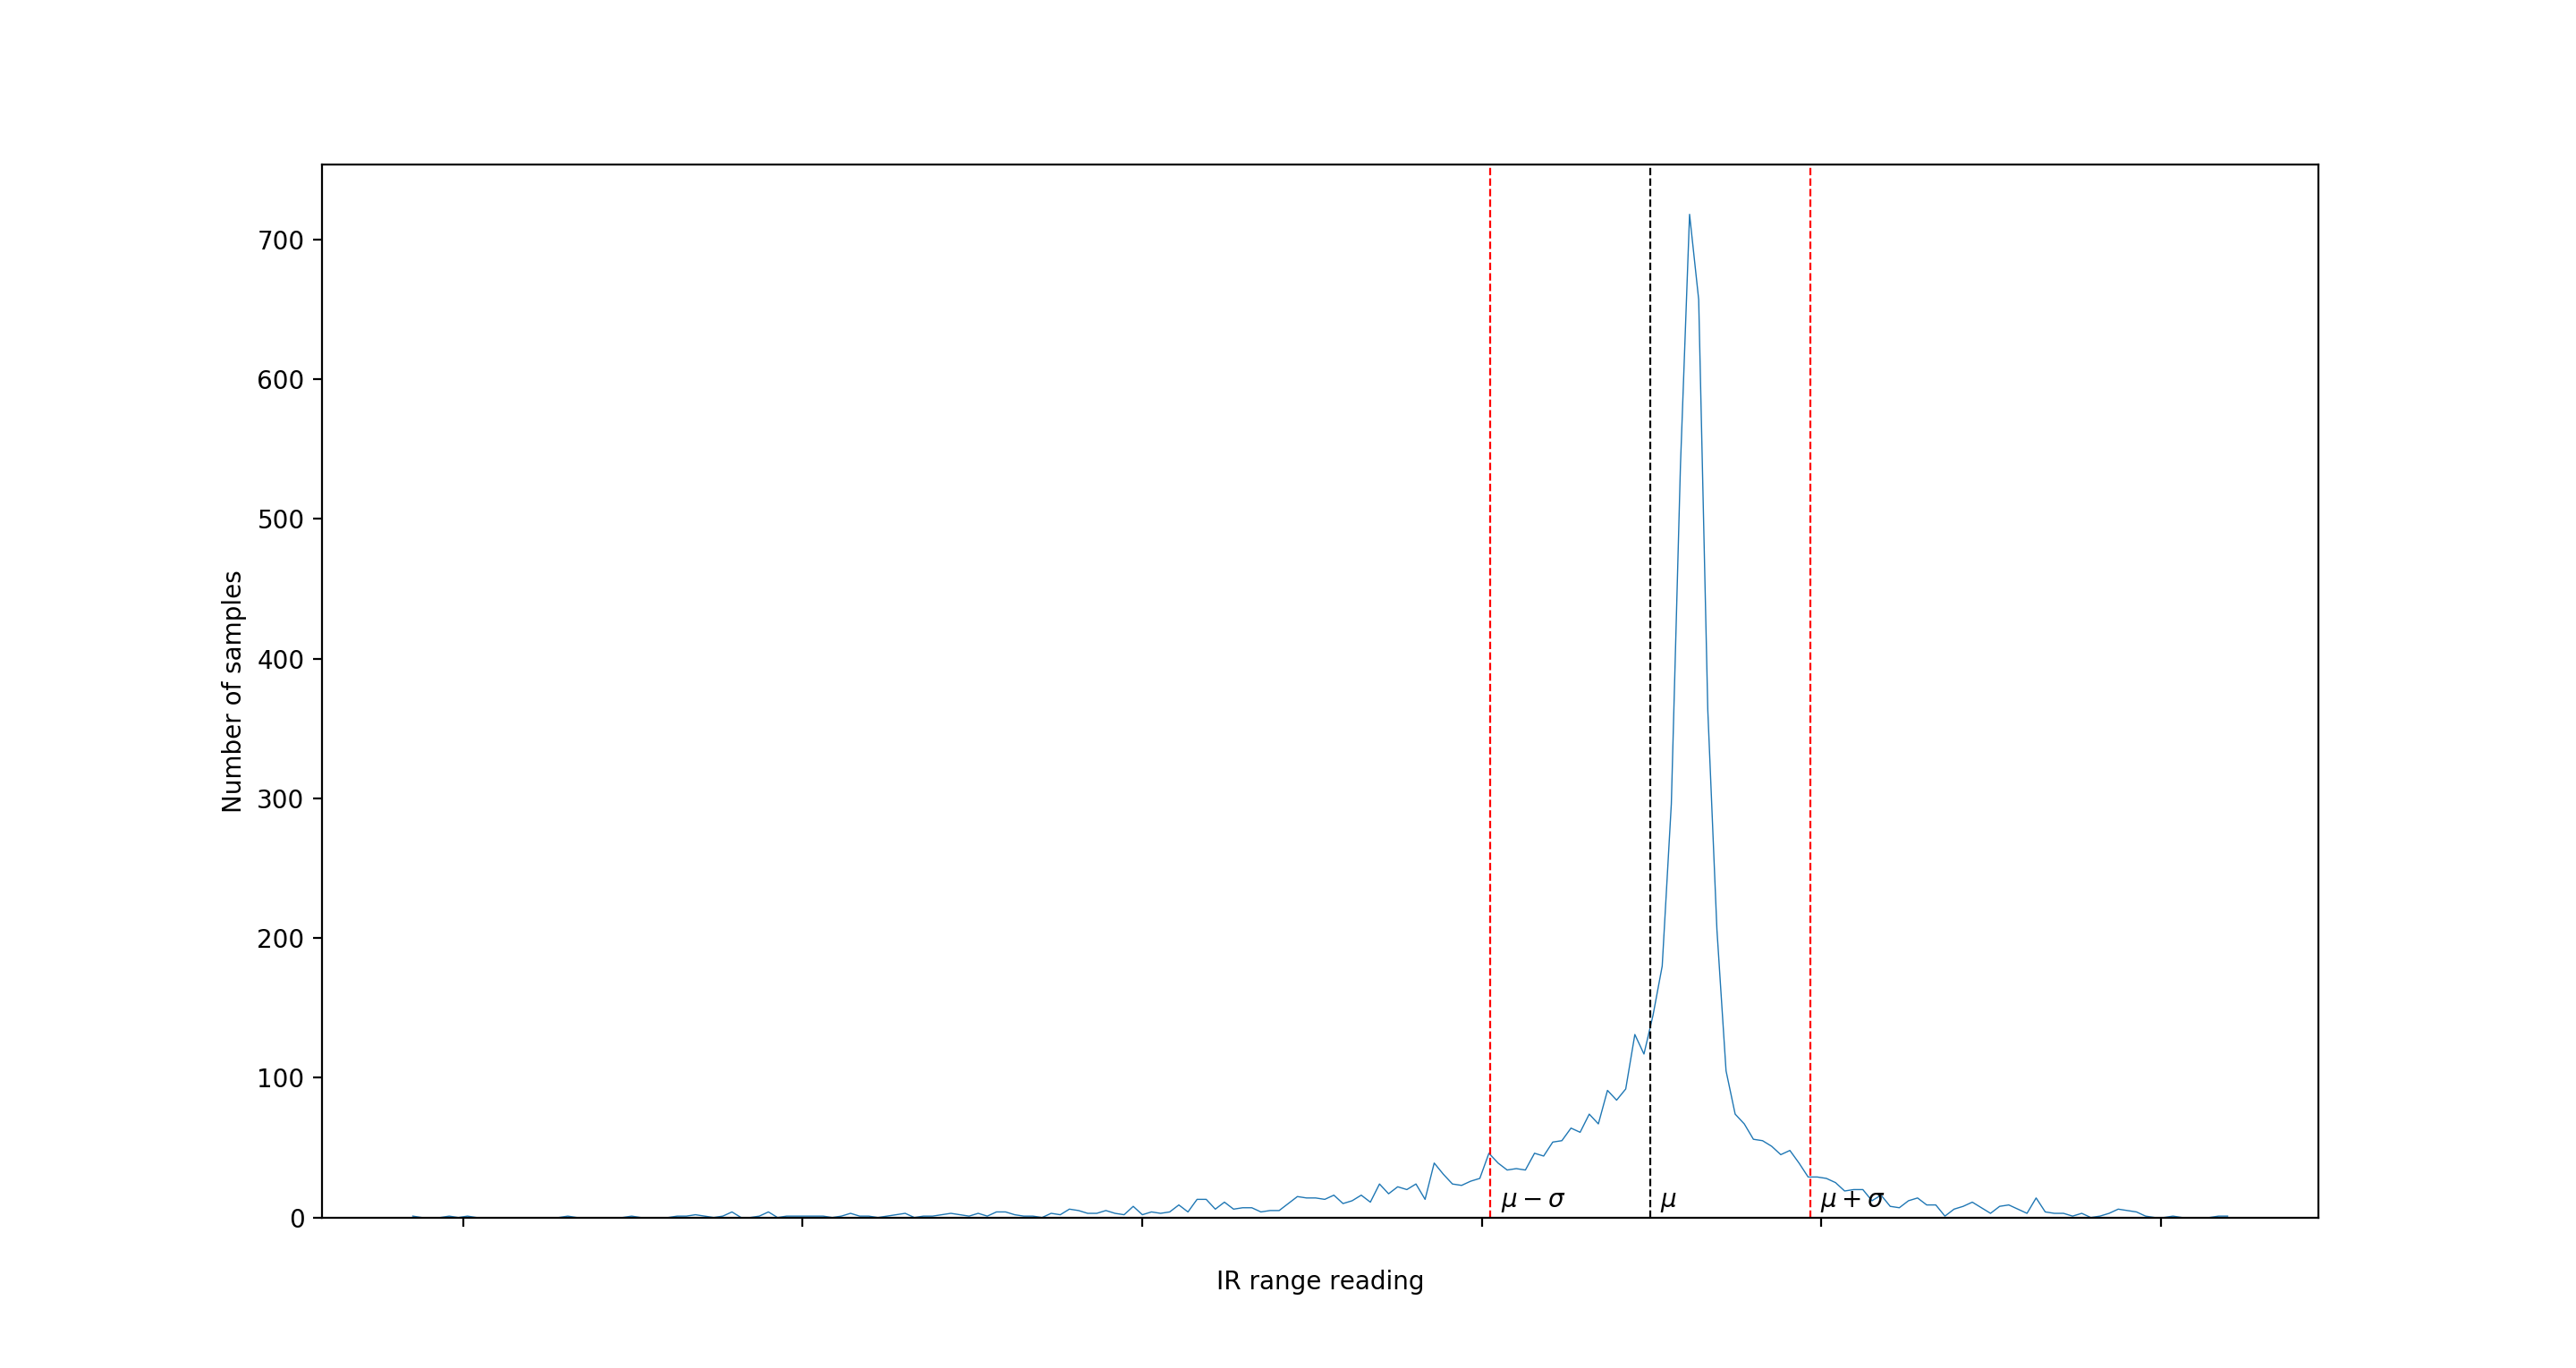 700
600
500
400
300
200
100
0
Number of samples
μ − σ
μ
μ + σ
IR range reading